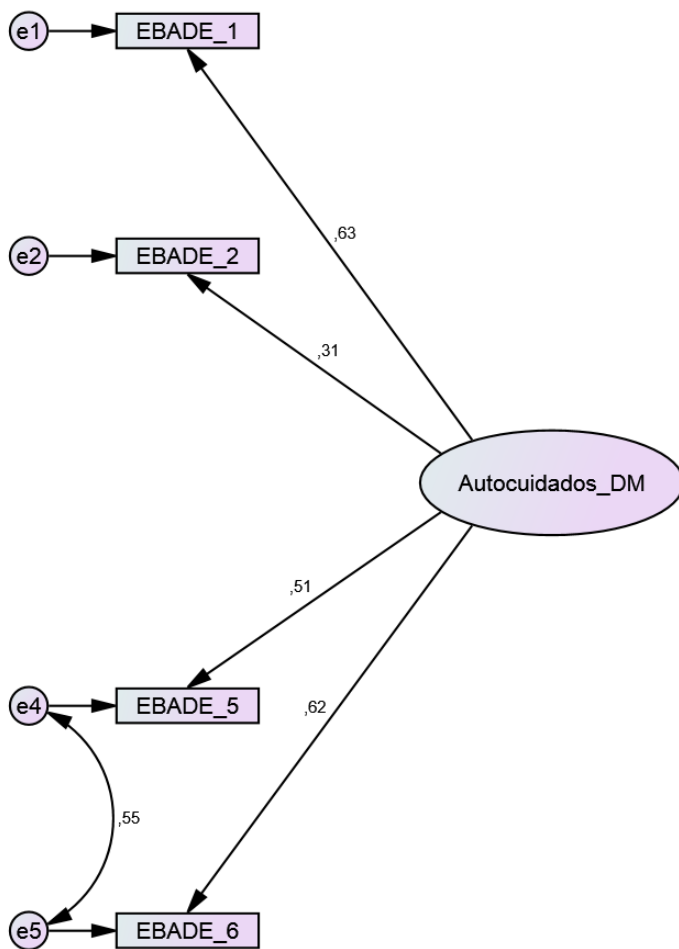 e1
EBADE_1
,63
e2
EBADE_2
,31
Autocuidados_DM
,51
e4
EBADE_5
,62
,55
e5
EBADE_6